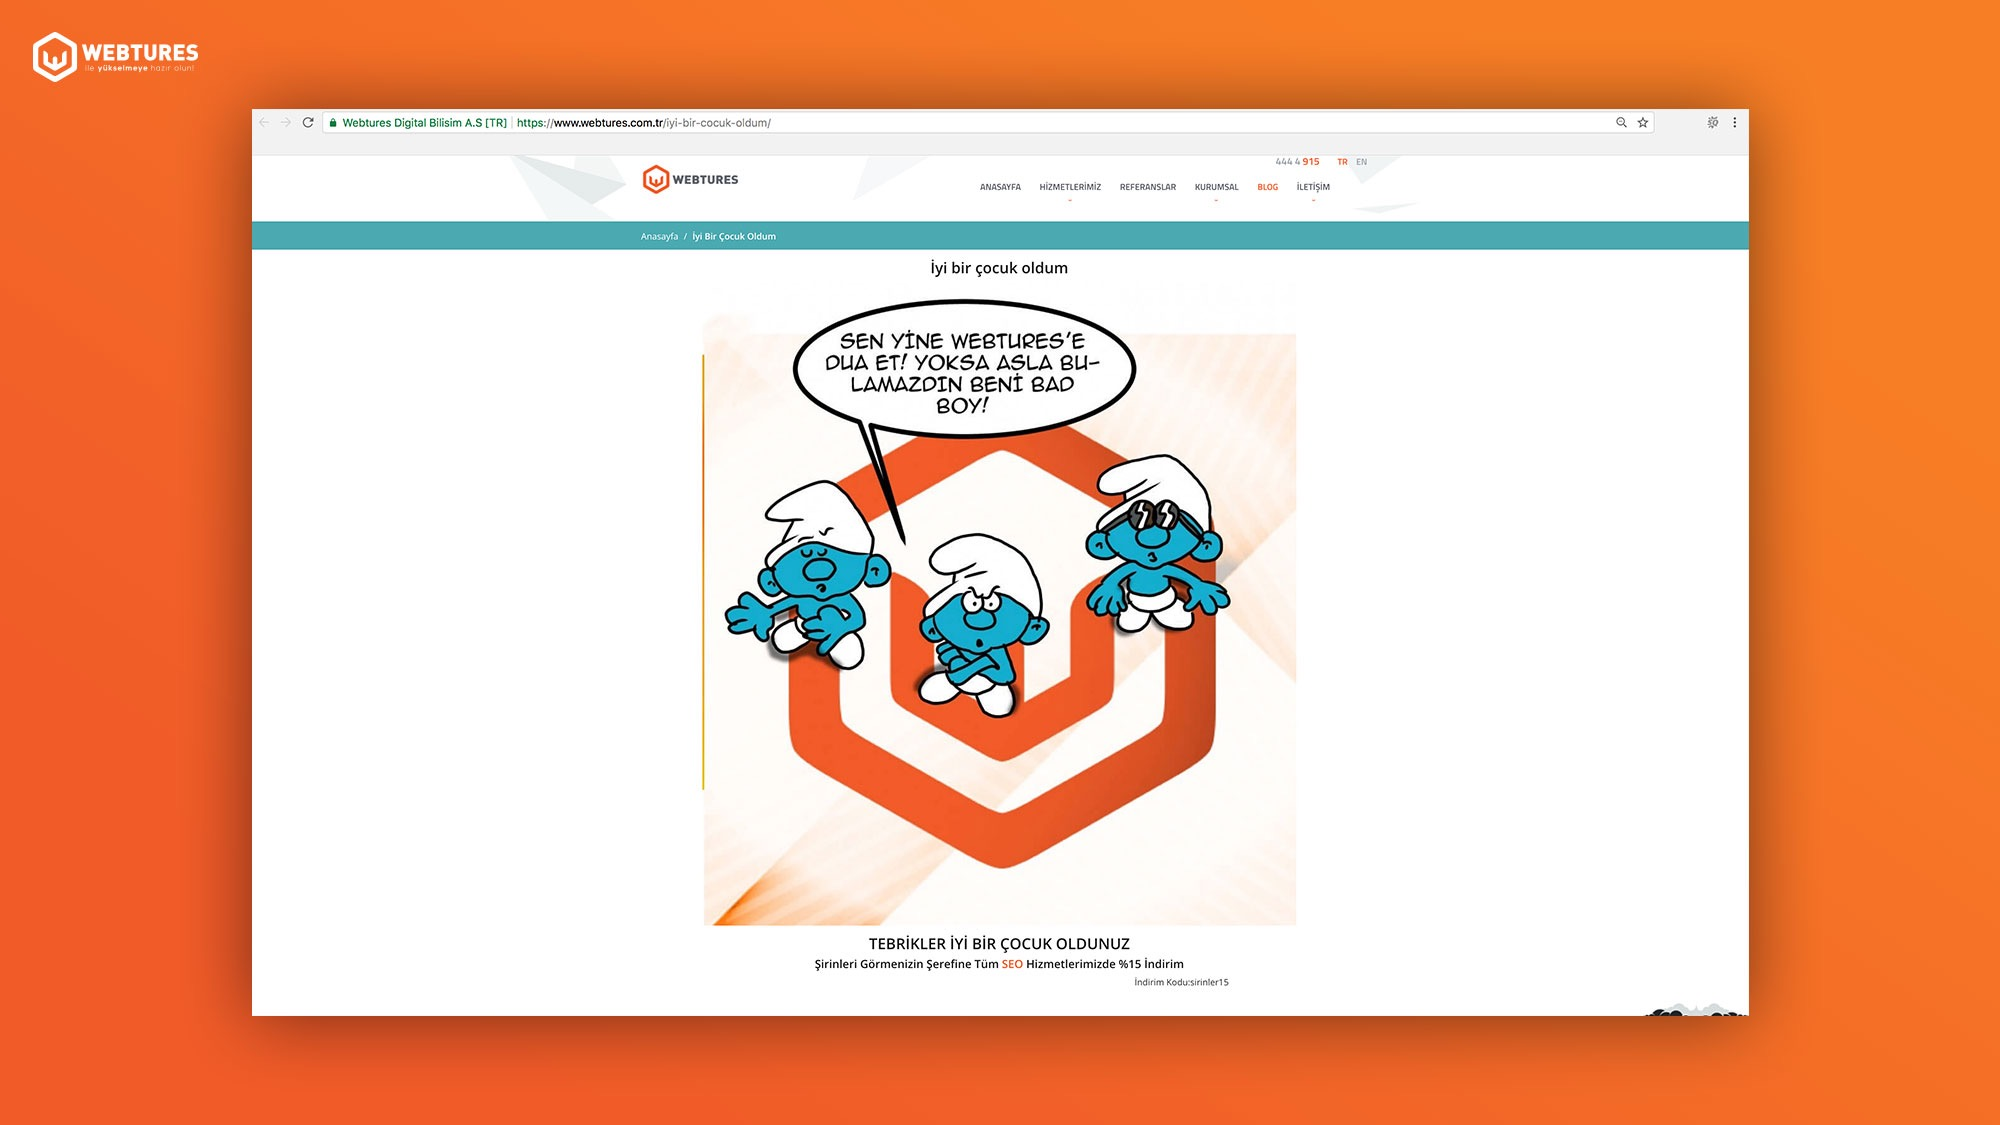 WEBTURES
ile yükselmeye hazır olun!
Webtures Digital Bilisim A.S [TR] https://www.webtures.com.tr/iyi-bir-cocuk-oldum/
444 4 915 TR EN
WEBTURES
ANASAYFA HİZMETLERİMİZ REFERANSLAR KURUMSAL BLOG İLETİŞİM
Anasayfa / İyi Bir Çocuk Oldum
İyi bir çocuk oldum
SEN YİNE WEBTURES'E
DUA ET! YOKSA ASLA BU-
LAMAZDIN BENİ BAD
BOY!
TEBRİKLER İYİ BİR ÇOCUK OLDUNUZ
Şirinleri Görmenizin Şerefine Tüm SEO Hizmetlerimizde %15 İndirim
İndirim Kodu:sirinler15